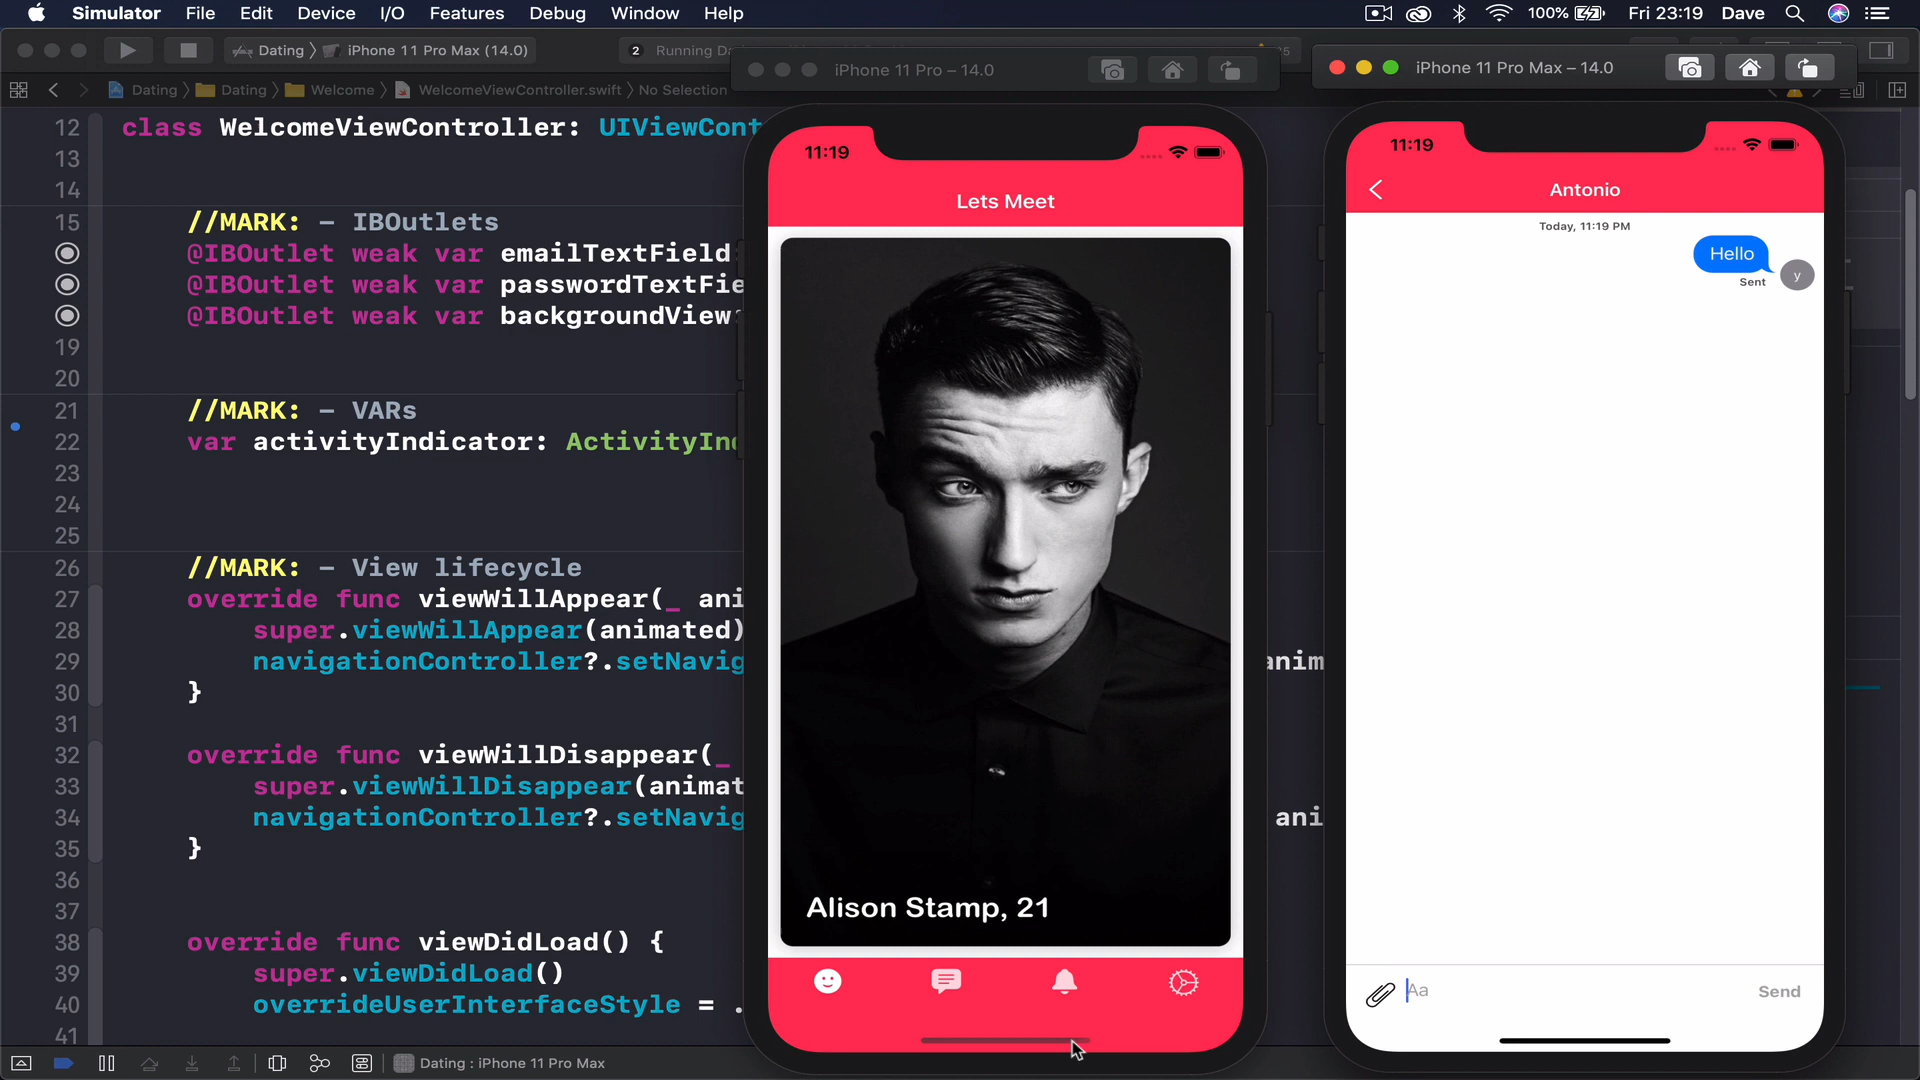 Simulator File Edit Device I/O Features Debug Window Help 100% Fri 23:19 Dave
Dating iPhone 11 Pro Max (14.0) 2 Running
iPhone 11 Pro – 14.0
iPhone 11 Pro Max – 14.0
Dating Dating Welcome WelcomeViewController.swift No Selection
12 class WelcomeViewController: UIViewCont
13
14
15 //MARK: – IBOutlets
@IBOutlet weak var emailTextField
@IBOutlet weak var passwordTextFie
@IBOutlet weak var backgroundView:
19
20
21 //MARK: – VARs
22 var activityIndicator: ActivityInd
23
24
25
26 //MARK: – View lifecycle
27 override func viewWillAppear(_ ani
28 super.viewWillAppear(animated)
29 navigationController?.setNavig anim
30 }
31
32 override func viewWillDisappear(_
33 super.viewWillDisappear(animat
34 navigationController?.setNavig ani
35 }
36
37
38 override func viewDidLoad() {
39 super.viewDidLoad()
40 overrideUserInterfaceStyle = .
41
Dating : iPhone 11 Pro Max
11:19
Lets Meet
Alison Stamp, 21
11:19
Antonio
Today, 11:19 PM
Hello
y
Sent
Aa
Send